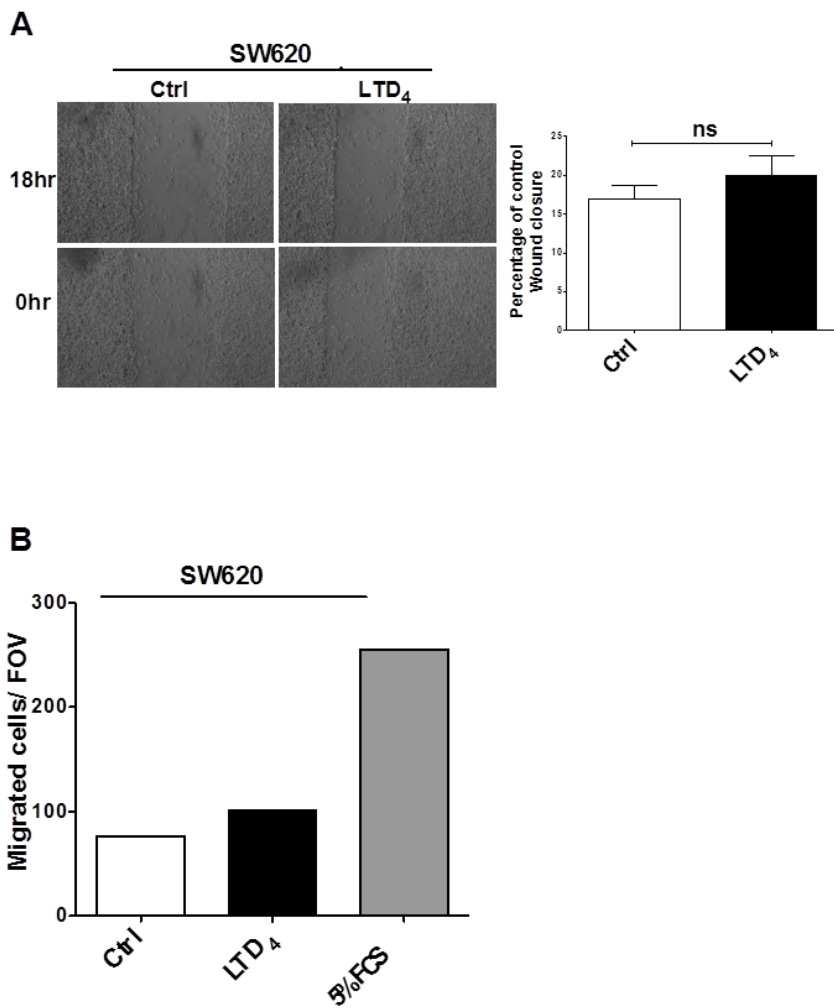 A
SW620
Ctrl LTD₄
18hr
0hr
Percentage of control
Wound closure
25
20
15
10
5
0
ns
Ctrl LTD₄
B
SW620
Migrated cells/ FOV
300
200
100
0
Ctrl LTD₄ 5%FCS